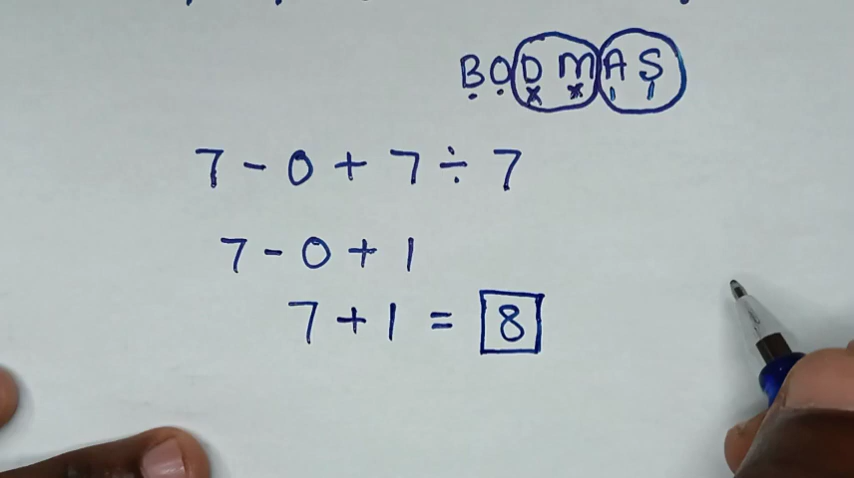 BODMAS
7 - 0 + 7 ÷ 7
7 - 0 + 1
7 + 1 = 8